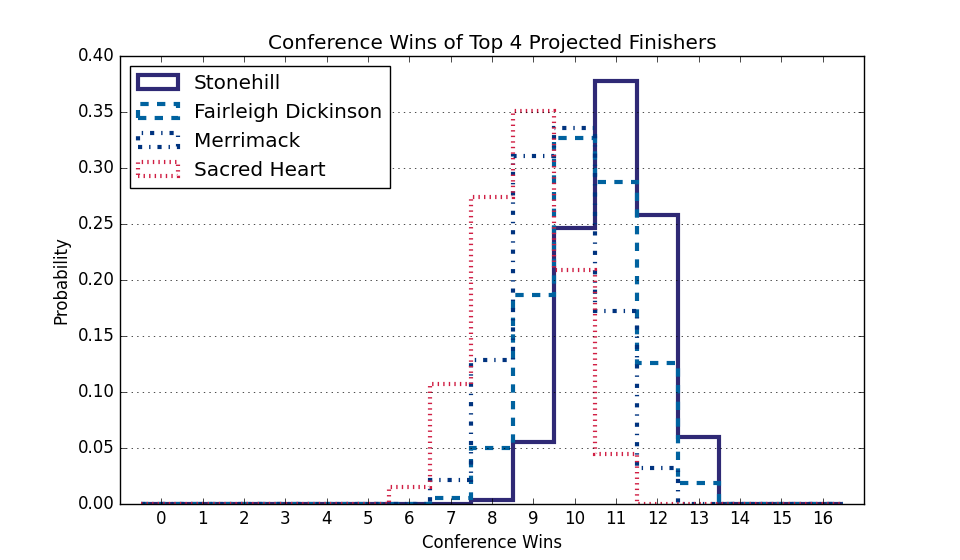 Conference Wins of Top 4 Projected Finishers
Stonehill
Fairleigh Dickinson
Merrimack
Sacred Heart
0.40
0.35
0.30
0.25
0.20
0.15
0.10
0.05
0.00
Probability
0 1 2 3 4 5 6 7 8 9 10 11 12 13 14 15 16
Conference Wins